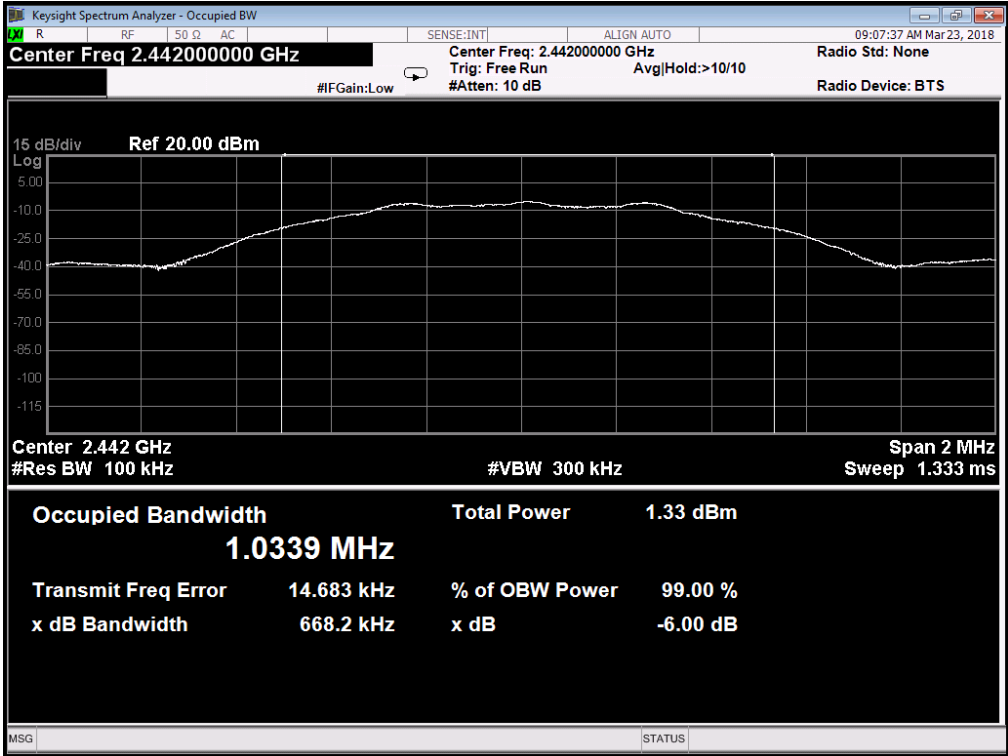 Keysight Spectrum Analyzer - Occupied BW
LXI R RF 50 Ω AC SENSE:INT ALIGN AUTO 09:07:37 AM Mar 23, 2018
Center Freq 2.442000000 GHz Center Freq: 2.442000000 GHz Radio Std: None
Trig: Free Run Avg|Hold:>10/10
#IFGain:Low #Atten: 10 dB Radio Device: BTS
15 dB/div Ref 20.00 dBm
Log
5.00
-10.0
-25.0
-40.0
-55.0
-70.0
-85.0
-100
-115
Center 2.442 GHz Span 2 MHz
#Res BW 100 kHz #VBW 300 kHz Sweep 1.333 ms
Occupied Bandwidth Total Power 1.33 dBm
1.0339 MHz
Transmit Freq Error 14.683 kHz % of OBW Power 99.00 %
x dB Bandwidth 668.2 kHz x dB -6.00 dB
MSG STATUS